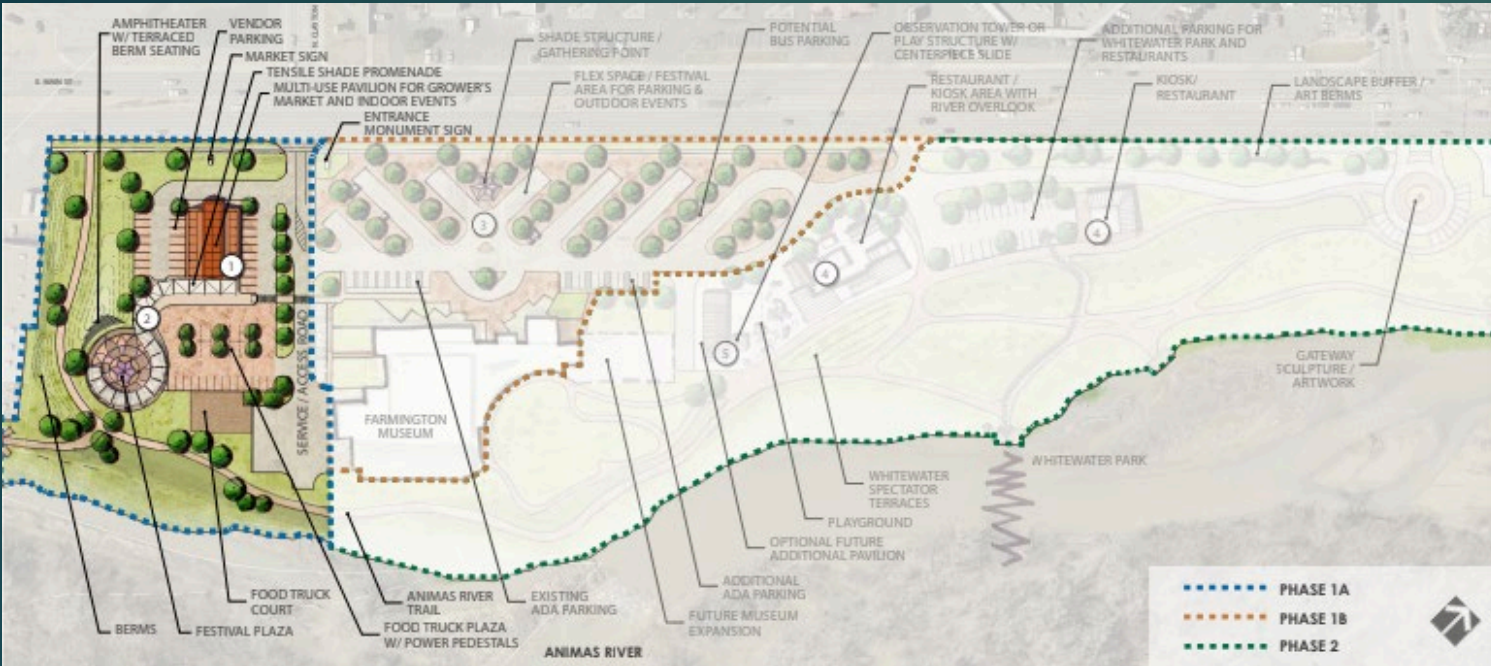 AMPHITHEATER
W/ TERRACED
BERM SEATING
VENDOR
PARKING
MARKET SIGN
TENSILE SHADE PROMENADE
MULTI-USE PAVILION FOR GROWER'S
MARKET AND INDOOR EVENTS
ENTRANCE
MONUMENT SIGN
SHADE STRUCTURE /
GATHERING POINT
FLEX SPACE / FESTIVAL
AREA FOR PARKING &
OUTDOOR EVENTS
POTENTIAL
BUS PARKING
OBSERVATION TOWER OR
PLAY STRUCTURE W/
CENTERPIECE SLIDE
RESTAURANT /
KIOSK AREA WITH
RIVER OVERLOOK
ADDITIONAL PARKING FOR
WHITEWATER PARK AND
RESTAURANTS
KIOSK/
RESTAURANT
LANDSCAPE BUFFER /
ART BERMS
1
2
3
4
4
5
SERVICE / ACCESS ROAD
FARMINGTON
MUSEUM
GATEWAY
SCULPTURE /
ARTWORK
WHITEWATER PARK
WHITEWATER
SPECTATOR
TERRACES
PLAYGROUND
OPTIONAL FUTURE
ADDITIONAL PAVILION
ADDITIONAL
ADA PARKING
FUTURE MUSEUM
EXPANSION
EXISTING
ADA PARKING
ANIMAS RIVER
TRAIL
FOOD TRUCK PLAZA
W/ POWER PEDESTALS
FOOD TRUCK
COURT
FESTIVAL PLAZA
BERMS
ANIMAS RIVER
PHASE 1A
PHASE 1B
PHASE 2